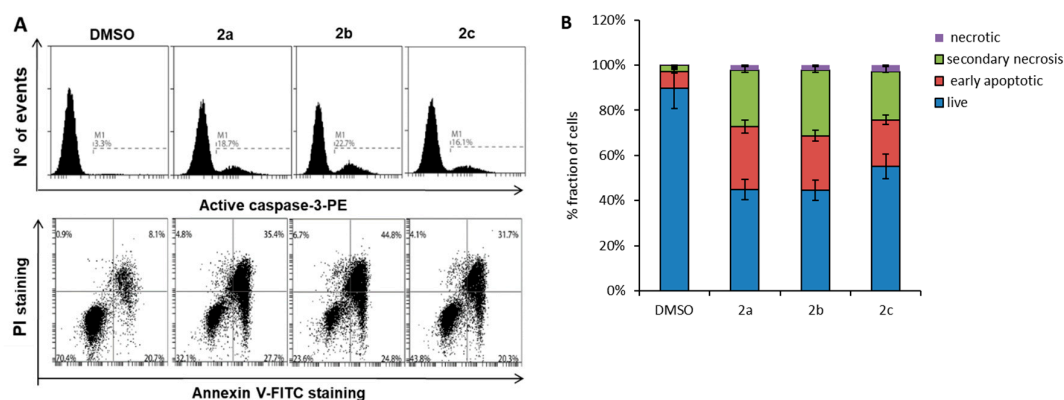 A
DMSO
2a
2b
2c
N° of events
M1
3.3%
M1
18.7%
M1
22.7%
M1
16.1%
Active caspase-3-PE
PI staining
0.9% 8.1%
70.4% 20.7%
4.8% 35.4%
32.1% 27.7%
6.7% 44.8%
23.6% 24.8%
4.1% 31.7%
43.8% 20.3%
Annexin V-FITC staining
B
120%
100%
80%
60%
40%
20%
0%
% fraction of cells
DMSO
2a
2b
2c
necrotic
secondary necrosis
early apoptotic
live